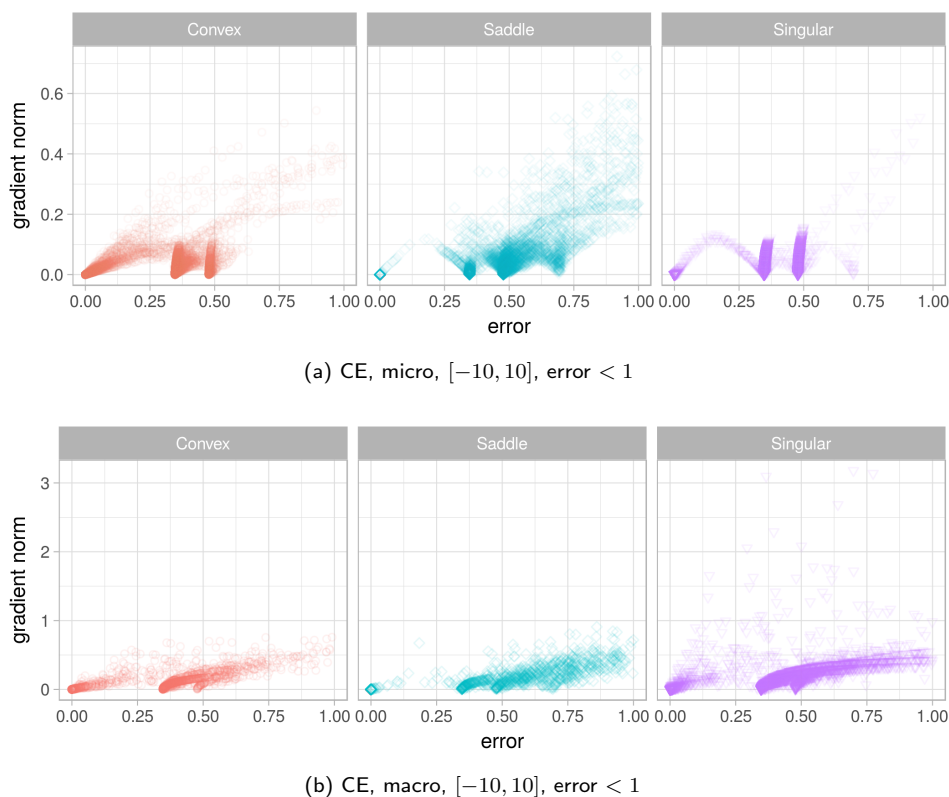 Convex Saddle Singular
0.6
0.4
0.2
0.0
gradient norm
0.00 0.25 0.50 0.75 1.00 0.00 0.25 0.50 0.75 1.00 0.00 0.25 0.50 0.75 1.00
error
(a) CE, micro, [−10, 10], error < 1
Convex Saddle Singular
3
2
1
0
gradient norm
0.00 0.25 0.50 0.75 1.00 0.00 0.25 0.50 0.75 1.00 0.00 0.25 0.50 0.75 1.00
error
(b) CE, macro, [−10, 10], error < 1